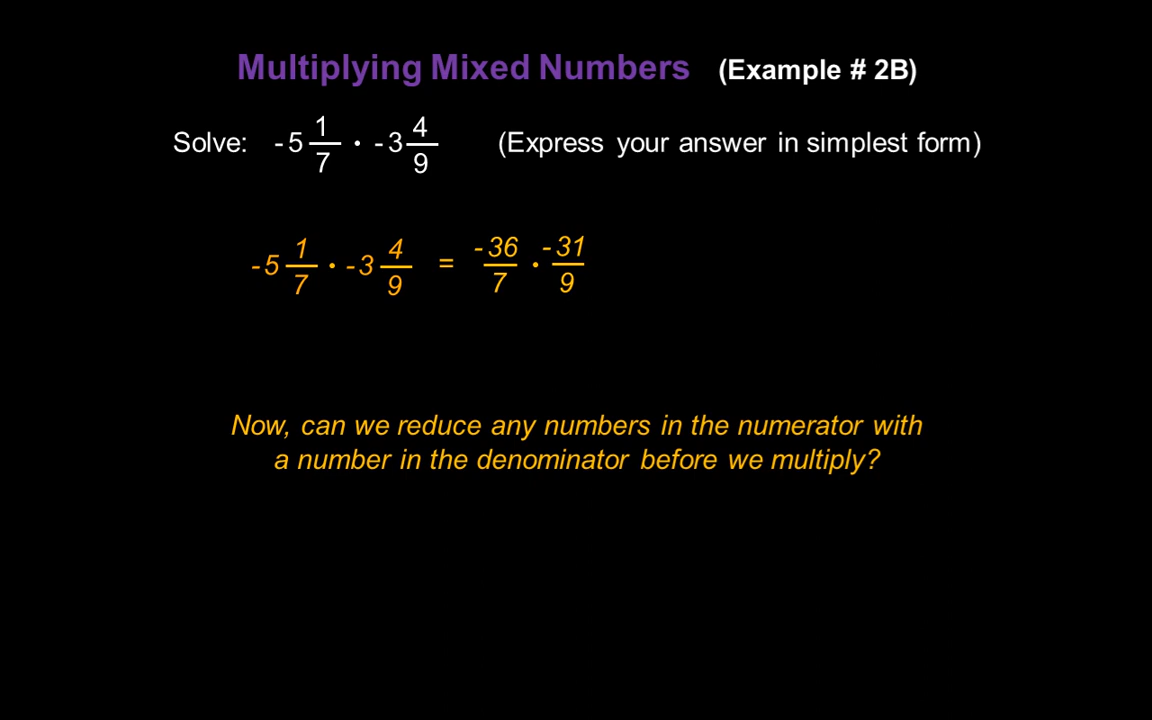 Multiplying Mixed Numbers (Example # 2B)
Solve: -5 1/7 · -3 4/9 (Express your answer in simplest form)
-5 1/7 · -3 4/9 = -36/7 · -31/9
Now, can we reduce any numbers in the numerator with
a number in the denominator before we multiply?